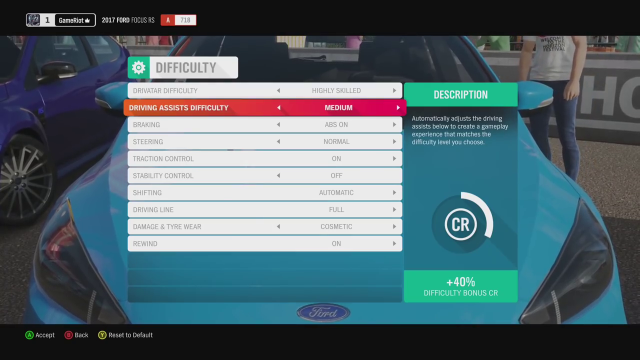 1 GameRiot 2017 FORD FOCUS RS A 718
DIFFICULTY
DRIVATAR DIFFICULTY HIGHLY SKILLED
DRIVING ASSISTS DIFFICULTY MEDIUM
BRAKING ABS ON
STEERING NORMAL
TRACTION CONTROL ON
STABILITY CONTROL OFF
SHIFTING AUTOMATIC
DRIVING LINE FULL
DAMAGE & TYRE WEAR COSMETIC
REWIND ON
DESCRIPTION
Automatically adjusts the driving
assists below to create a gameplay
experience that matches the
difficulty level you choose.
CR
+40%
DIFFICULTY BONUS CR
Ford
A Accept B Back Y Reset to Default